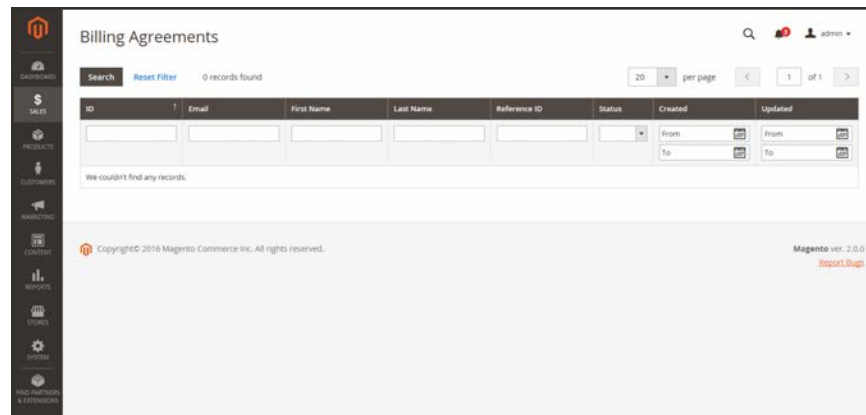 Billing Agreements
admin
Search Reset Filter 0 records found 20 per page 1 of 1
ID Email First Name Last Name Reference ID Status Created Updated
From From
To To
We couldn't find any records.
DASHBOARD
$
SALES
PRODUCTS
CUSTOMERS
MARKETING
CONTENT
REPORTS
STORES
SYSTEM
FIND PARTNERS
& EXTENSIONS
Copyright© 2016 Magento Commerce Inc. All rights reserved.
Magento ver. 2.0.0
Report Bugs